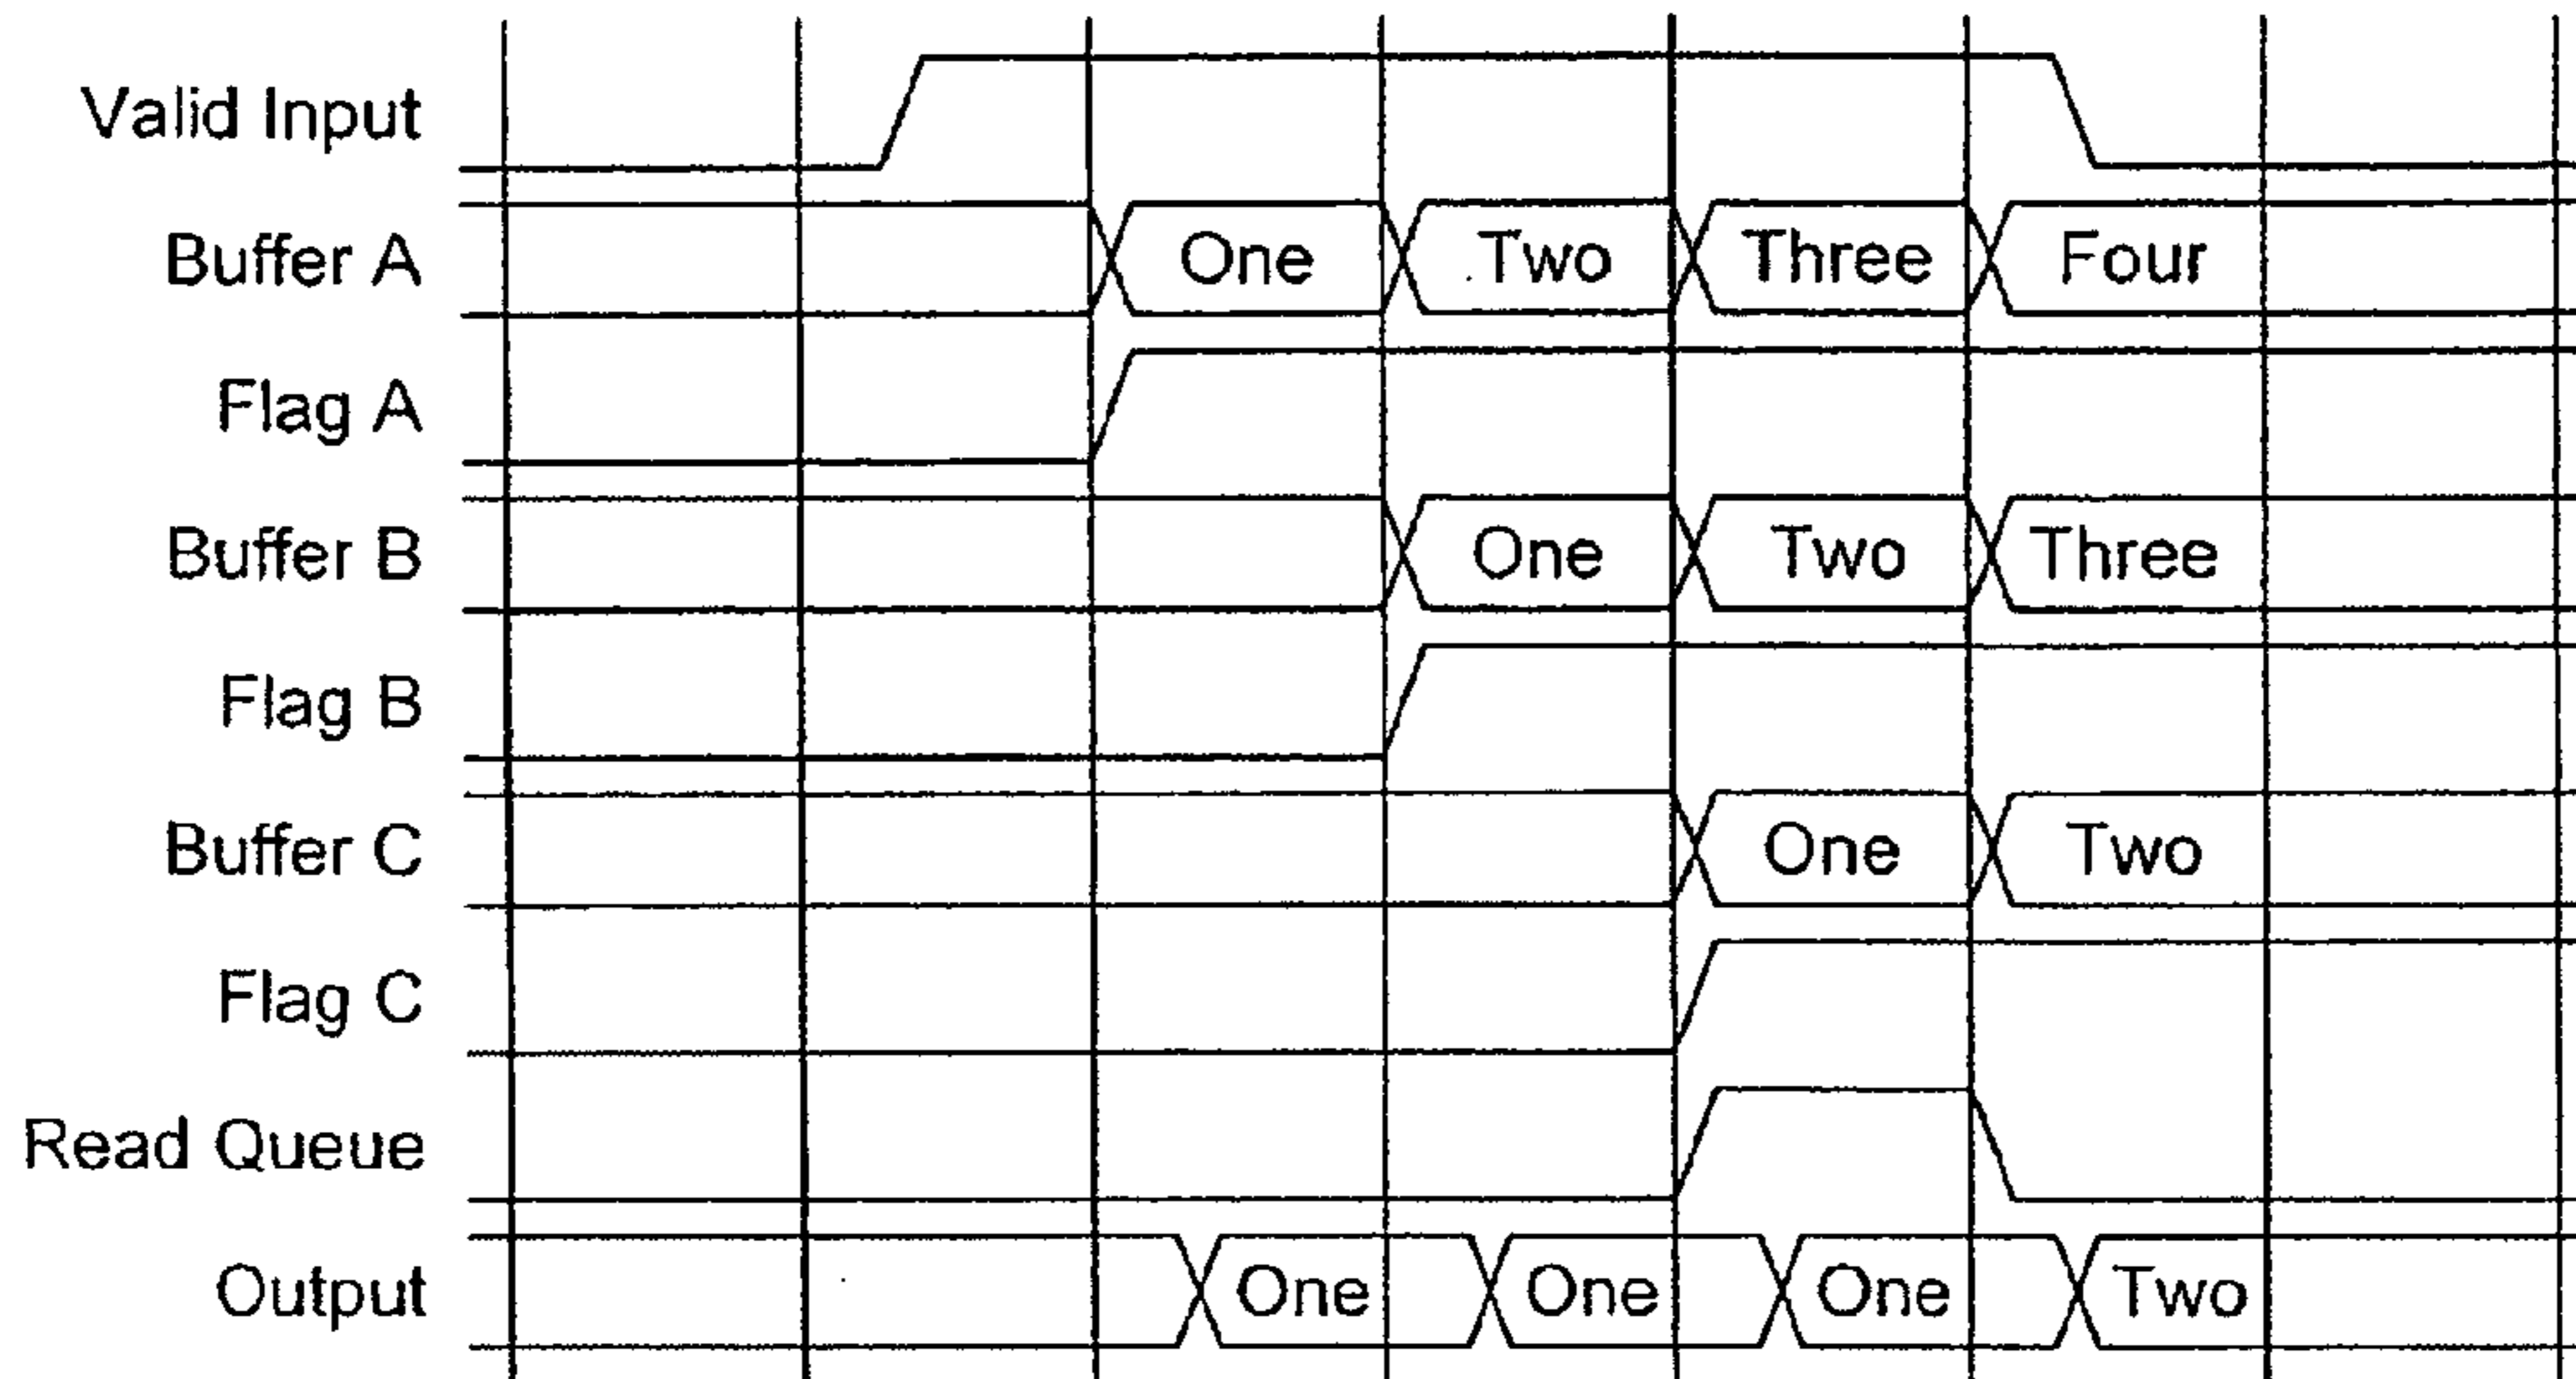 Valid Input
Buffer A One Two Three Four
Flag A
Buffer B One Two Three
Flag B
Buffer C One Two
Flag C
Read Queue
Output One One One Two